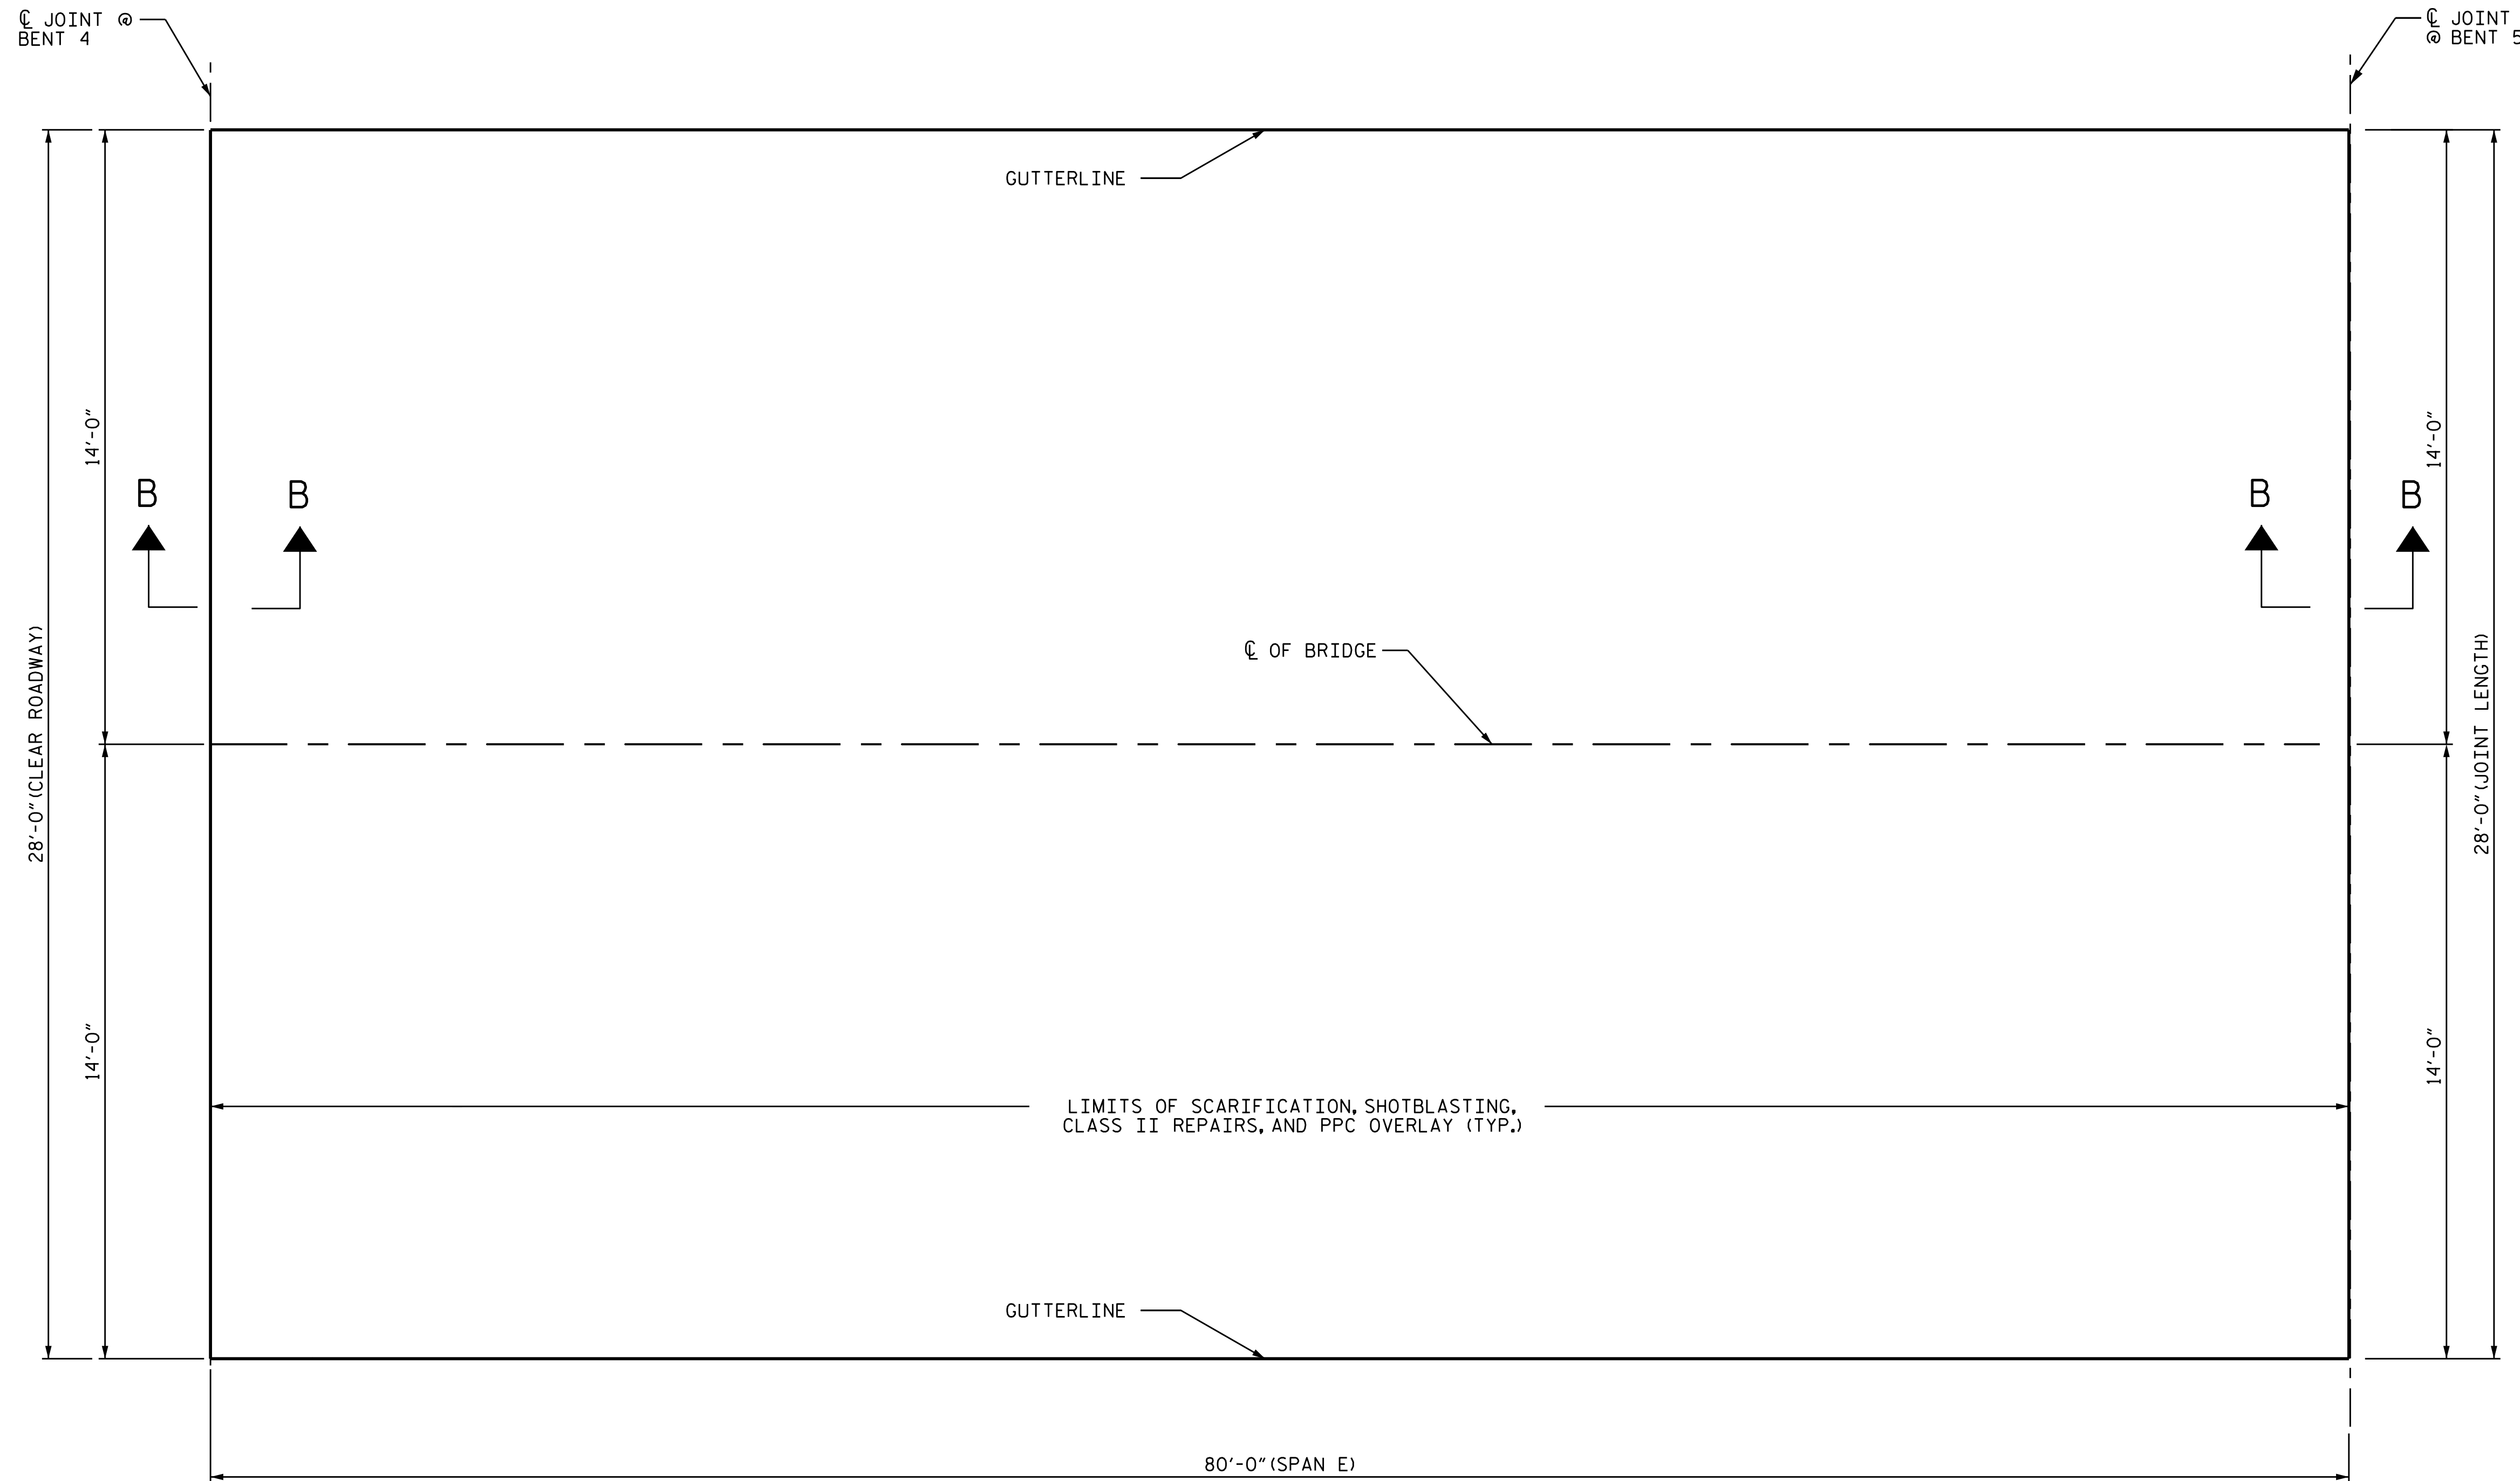 ℄ JOINT @
BENT 4
℄ JOINT
@ BENT 5
GUTTERLINE
14'-0"
14'-0"
B
B
B
B
28'-0" (CLEAR ROADWAY)
℄ OF BRIDGE
28'-0" (JOINT LENGTH)
14'-0"
14'-0"
LIMITS OF SCARIFICATION, SHOTBLASTING,
CLASS II REPAIRS, AND PPC OVERLAY (TYP.)
GUTTERLINE
80'-0" (SPAN E)